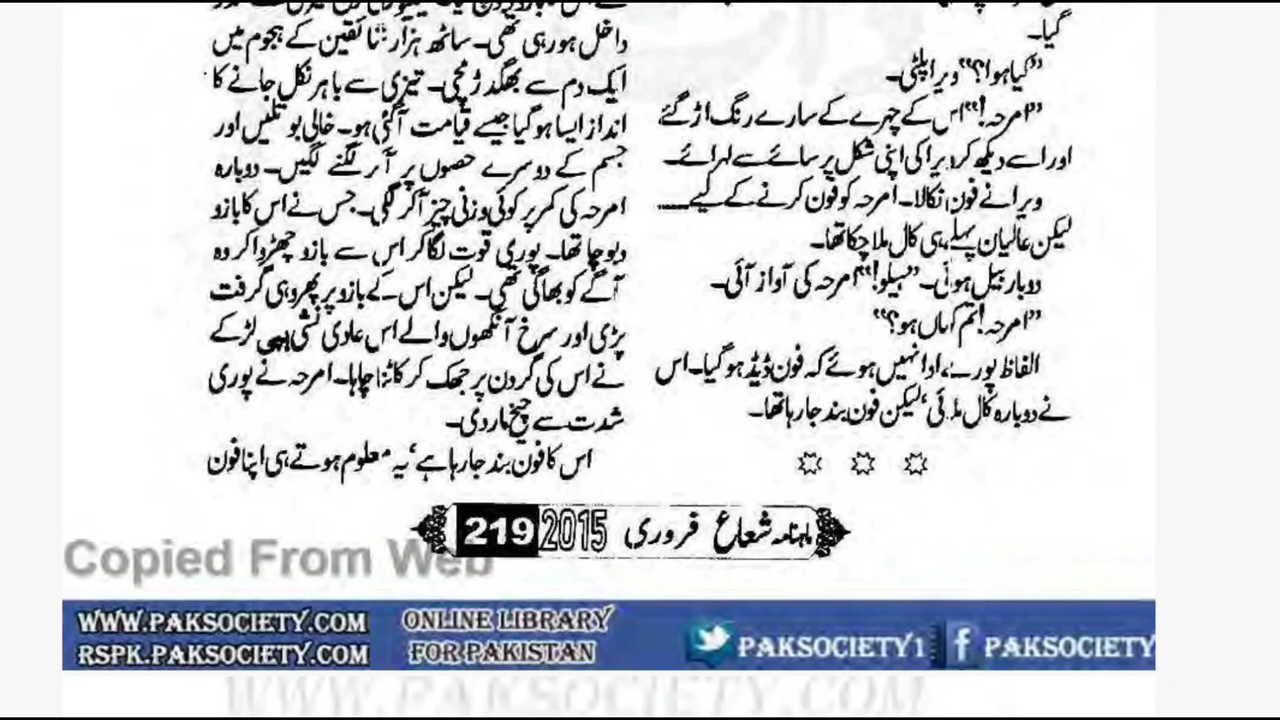 گیا۔
”کیا ہوا؟“ ویرا پلٹی۔
”امرحہ!“ اس کے چہرے کے سارے رنگ اڑ گئے
اور اسے دیکھ کر ویرا کی اپنی شکل پر سائے سے لہرائے۔
ویرا نے فون نکالا۔ امرحہ کو فون کرنے کے لیے......
لیکن عالیان پہلے ہی کال ملا چکا تھا۔
دوبار بیل ہوئی۔ ”ہیلو!“ امرحہ کی آواز آئی۔
”امرحہ! تم کہاں ہو؟“
الفاظ پورے ادا نہیں ہوئے کہ فون ڈیڈ ہو گیا۔ اس
نے دوبارہ کال ملائی‘ لیکن فون بند جا رہا تھا۔
داخل ہو رہی تھی۔ ساٹھ ہزار شائقین کے ہجوم میں
ایک دم سے بھگدڑ مچی۔ تیزی سے باہر نکل جانے کا
انداز ایسا ہو گیا جیسے قیامت آ گئی ہو۔ خالی بوتلیں اور
جسم کے دوسرے حصوں پر آ کر لگنے لگیں۔ دوبارہ
امرحہ کی کمر پر کوئی وزنی چیز آ کر لگی۔ جس نے اس کا بازو
دبوچا تھا۔ پوری قوت لگا کر اس سے بازو چھڑوا کر وہ
آگے کو بھاگی تھی۔ لیکن اس کے بازو پر پھر وہی گرفت
پڑی اور سرخ آنکھوں والے اس عادی نشئی لڑکے
نے اس کی گردن پر جھک کر کاٹنا چاہا۔ امرحہ نے پوری
شدت سے چیخ مار دی۔
اس کا فون بند جا رہا ہے‘ یہ معلوم ہوتے ہی اپنا فون
ماہنامہ شعاع فروری 2015 219
Copied From Web
WWW.PAKSOCIETY.COM
RSPK.PAKSOCIETY.COM
ONLINE LIBRARY
FOR PAKISTAN
PAKSOCIETY1
PAKSOCIETY
WWW.PAKSOCIETY.COM